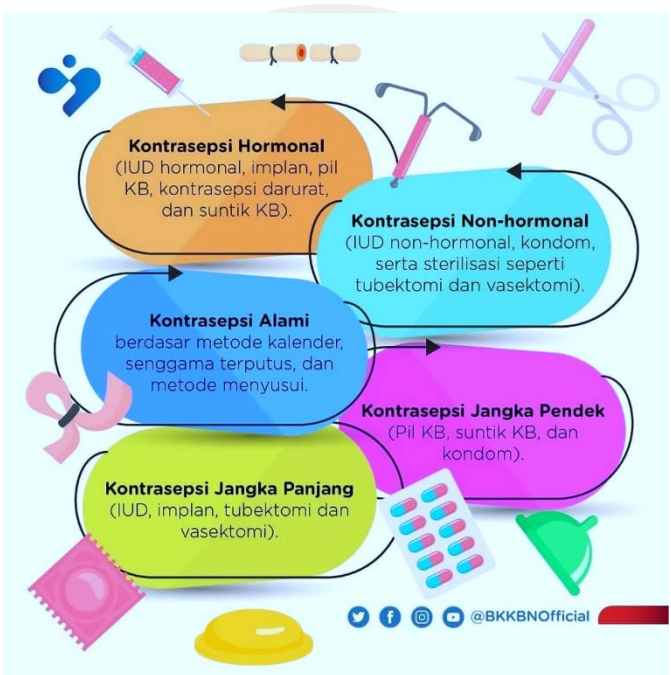 Kontrasepsi Hormonal
(IUD hormonal, implan, pil
KB, kontrasepsi darurat,
dan suntik KB).
Kontrasepsi Non-hormonal
(IUD non-hormonal, kondom,
serta sterilisasi seperti
tubektomi dan vasektomi).
Kontrasepsi Alami
berdasar metode kalender,
senggama terputus, dan
metode menyusui.
Kontrasepsi Jangka Pendek
(Pil KB, suntik KB, dan
kondom).
Kontrasepsi Jangka Panjang
(IUD, implan, tubektomi dan
vasektomi).
@BKKBNOfficial